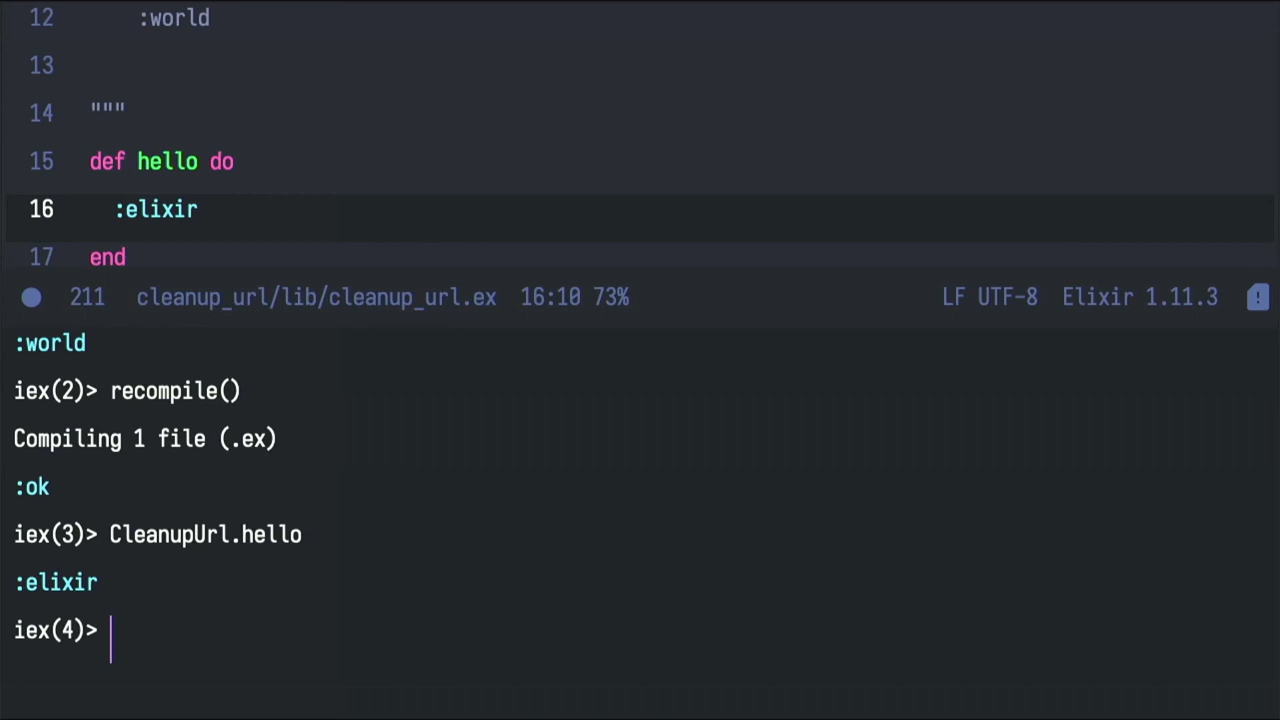 12 :world
13
14 """
15 def hello do
16 :elixir
17 end
211 cleanup_url/lib/cleanup_url.ex 16:10 73% LF UTF-8 Elixir 1.11.3 !
:world
iex(2)> recompile()
Compiling 1 file (.ex)
:ok
iex(3)> CleanupUrl.hello
:elixir
iex(4)>